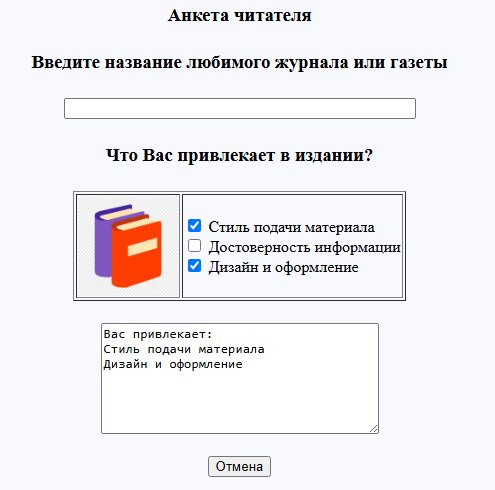 Анкета читателя
Введите название любимого журнала или газеты
Что Вас привлекает в издании?
Стиль подачи материала
Достоверность информации
Дизайн и оформление
Вас привлекает:
Стиль подачи материала
Дизайн и оформление
Отмена